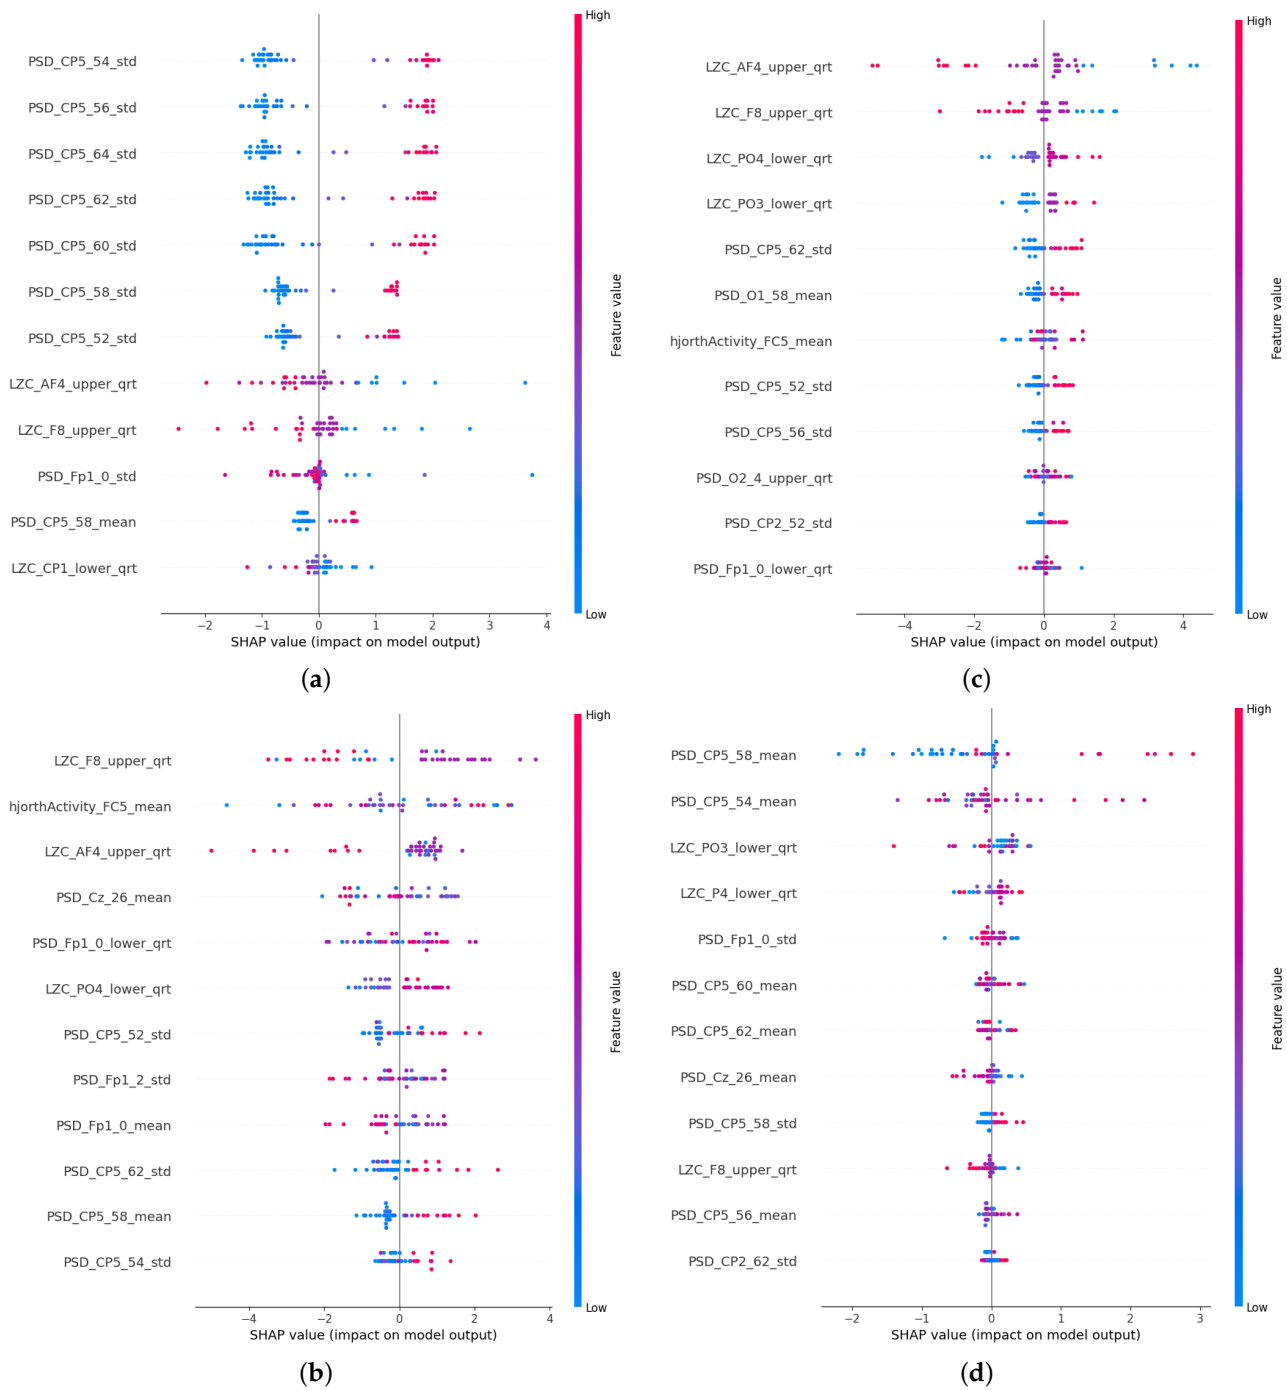 High
PSD_CP5_54_std
PSD_CP5_56_std
PSD_CP5_64_std
PSD_CP5_62_std
PSD_CP5_60_std
PSD_CP5_58_std
PSD_CP5_52_std
LZC_AF4_upper_qrt
LZC_F8_upper_qrt
PSD_Fp1_0_std
PSD_CP5_58_mean
LZC_CP1_lower_qrt
Feature value
Low
−2 −1 0 1 2 3 4
SHAP value (impact on model output)
(a)
High
LZC_AF4_upper_qrt
LZC_F8_upper_qrt
LZC_PO4_lower_qrt
LZC_PO3_lower_qrt
PSD_CP5_62_std
PSD_O1_58_mean
hjorthActivity_FC5_mean
PSD_CP5_52_std
PSD_CP5_56_std
PSD_O2_4_upper_qrt
PSD_CP2_52_std
PSD_Fp1_0_lower_qrt
Feature value
Low
−4 −2 0 2 4
SHAP value (impact on model output)
(c)
High
LZC_F8_upper_qrt
hjorthActivity_FC5_mean
LZC_AF4_upper_qrt
PSD_Cz_26_mean
PSD_Fp1_0_lower_qrt
LZC_PO4_lower_qrt
PSD_CP5_52_std
PSD_Fp1_2_std
PSD_Fp1_0_mean
PSD_CP5_62_std
PSD_CP5_58_mean
PSD_CP5_54_std
Feature value
Low
−4 −2 0 2 4
SHAP value (impact on model output)
(b)
High
PSD_CP5_58_mean
PSD_CP5_54_mean
LZC_PO3_lower_qrt
LZC_P4_lower_qrt
PSD_Fp1_0_std
PSD_CP5_60_mean
PSD_CP5_62_mean
PSD_Cz_26_mean
PSD_CP5_58_std
LZC_F8_upper_qrt
PSD_CP5_56_mean
PSD_CP2_62_std
Feature value
Low
−2 −1 0 1 2 3
SHAP value (impact on model output)
(d)